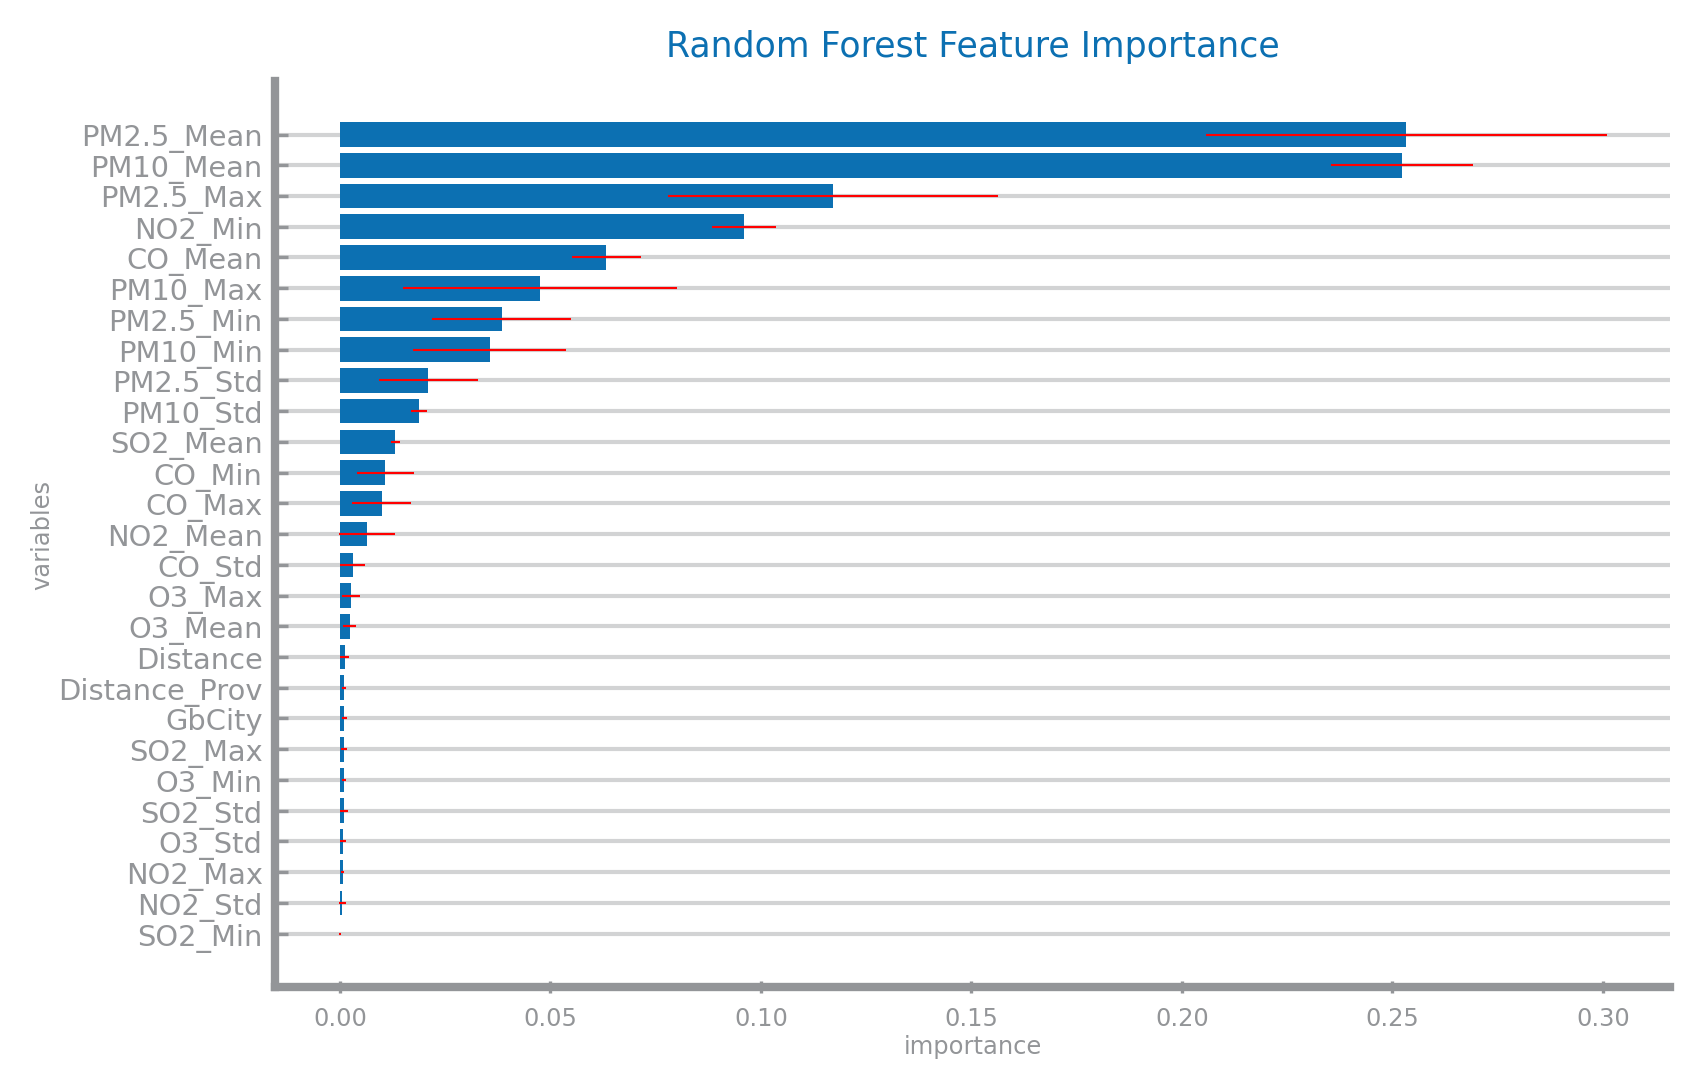 Random Forest Feature Importance
PM2.5_Mean
PM10_Mean
PM2.5_Max
NO2_Min
CO_Mean
PM10_Max
PM2.5_Min
PM10_Min
PM2.5_Std
PM10_Std
SO2_Mean
CO_Min
CO_Max
NO2_Mean
CO_Std
O3_Max
O3_Mean
Distance
Distance_Prov
GbCity
SO2_Max
O3_Min
SO2_Std
O3_Std
NO2_Max
NO2_Std
SO2_Min
variables
0.00 0.05 0.10 0.15 0.20 0.25 0.30
importance